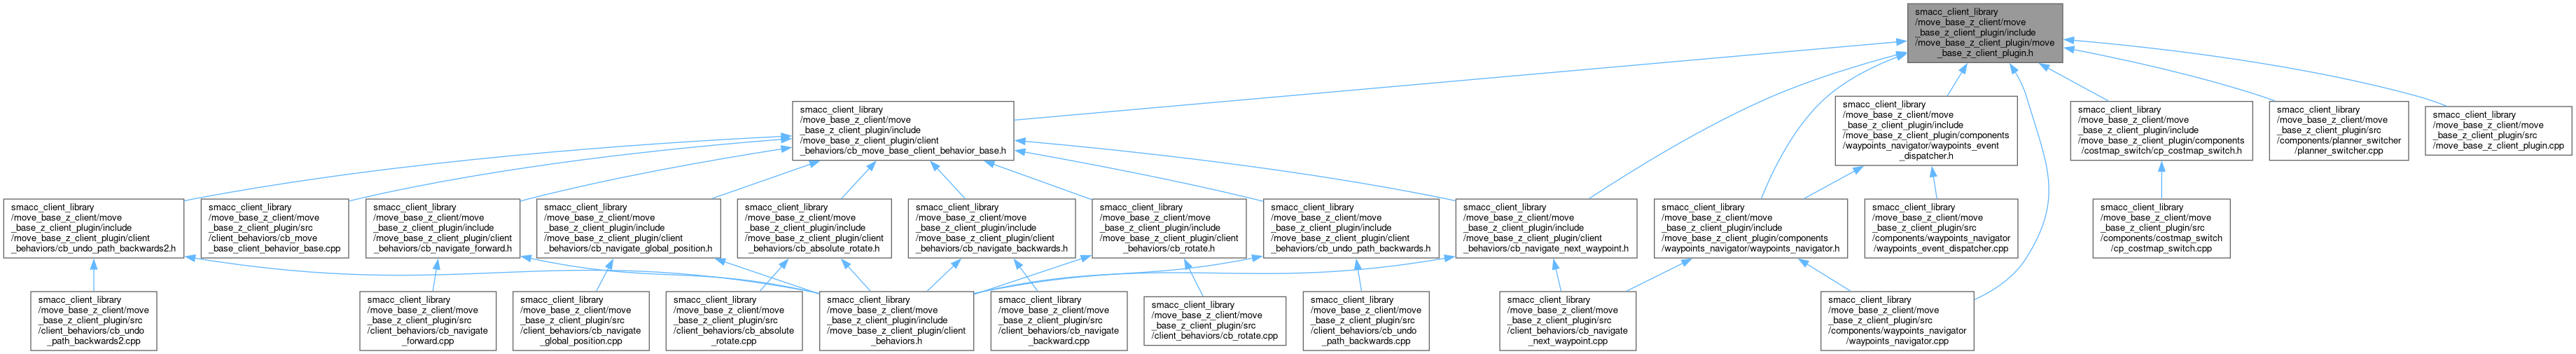 smacc_client_library
/move_base_z_client/move
_base_z_client_plugin/include
/move_base_z_client_plugin/move
_base_z_client_plugin.h
smacc_client_library
/move_base_z_client/move
_base_z_client_plugin/include
/move_base_z_client_plugin/client
_behaviors/cb_move_base_client_behavior_base.h
smacc_client_library
/move_base_z_client/move
_base_z_client_plugin/include
/move_base_z_client_plugin/components
/waypoints_navigator/waypoints_event
_dispatcher.h
smacc_client_library
/move_base_z_client/move
_base_z_client_plugin/include
/move_base_z_client_plugin/components
/costmap_switch/cp_costmap_switch.h
smacc_client_library
/move_base_z_client/move
_base_z_client_plugin/src
/components/planner_switcher
/planner_switcher.cpp
smacc_client_library
/move_base_z_client/move
_base_z_client_plugin/src
/move_base_z_client_plugin.cpp
smacc_client_library
/move_base_z_client/move
_base_z_client_plugin/include
/move_base_z_client_plugin/client
_behaviors/cb_undo_path_backwards2.h
smacc_client_library
/move_base_z_client/move
_base_z_client_plugin/src
/client_behaviors/cb_move
_base_client_behavior_base.cpp
smacc_client_library
/move_base_z_client/move
_base_z_client_plugin/include
/move_base_z_client_plugin/client
_behaviors/cb_navigate_forward.h
smacc_client_library
/move_base_z_client/move
_base_z_client_plugin/include
/move_base_z_client_plugin/client
_behaviors/cb_navigate_global_position.h
smacc_client_library
/move_base_z_client/move
_base_z_client_plugin/include
/move_base_z_client_plugin/client
_behaviors/cb_absolute_rotate.h
smacc_client_library
/move_base_z_client/move
_base_z_client_plugin/include
/move_base_z_client_plugin/client
_behaviors/cb_navigate_backwards.h
smacc_client_library
/move_base_z_client/move
_base_z_client_plugin/include
/move_base_z_client_plugin/client
_behaviors/cb_rotate.h
smacc_client_library
/move_base_z_client/move
_base_z_client_plugin/include
/move_base_z_client_plugin/client
_behaviors/cb_undo_path_backwards.h
smacc_client_library
/move_base_z_client/move
_base_z_client_plugin/include
/move_base_z_client_plugin/client
_behaviors/cb_navigate_next_waypoint.h
smacc_client_library
/move_base_z_client/move
_base_z_client_plugin/include
/move_base_z_client_plugin/components
/waypoints_navigator/waypoints_navigator.h
smacc_client_library
/move_base_z_client/move
_base_z_client_plugin/src
/components/waypoints_navigator
/waypoints_event_dispatcher.cpp
smacc_client_library
/move_base_z_client/move
_base_z_client_plugin/src
/components/costmap_switch
/cp_costmap_switch.cpp
smacc_client_library
/move_base_z_client/move
_base_z_client_plugin/src
/client_behaviors/cb_undo
_path_backwards2.cpp
smacc_client_library
/move_base_z_client/move
_base_z_client_plugin/src
/client_behaviors/cb_navigate
_forward.cpp
smacc_client_library
/move_base_z_client/move
_base_z_client_plugin/src
/client_behaviors/cb_navigate
_global_position.cpp
smacc_client_library
/move_base_z_client/move
_base_z_client_plugin/src
/client_behaviors/cb_absolute
_rotate.cpp
smacc_client_library
/move_base_z_client/move
_base_z_client_plugin/include
/move_base_z_client_plugin/client
_behaviors.h
smacc_client_library
/move_base_z_client/move
_base_z_client_plugin/src
/client_behaviors/cb_navigate
_backward.cpp
smacc_client_library
/move_base_z_client/move
_base_z_client_plugin/src
/client_behaviors/cb_rotate.cpp
smacc_client_library
/move_base_z_client/move
_base_z_client_plugin/src
/client_behaviors/cb_undo
_path_backwards.cpp
smacc_client_library
/move_base_z_client/move
_base_z_client_plugin/src
/client_behaviors/cb_navigate
_next_waypoint.cpp
smacc_client_library
/move_base_z_client/move
_base_z_client_plugin/src
/components/waypoints_navigator
/waypoints_navigator.cpp